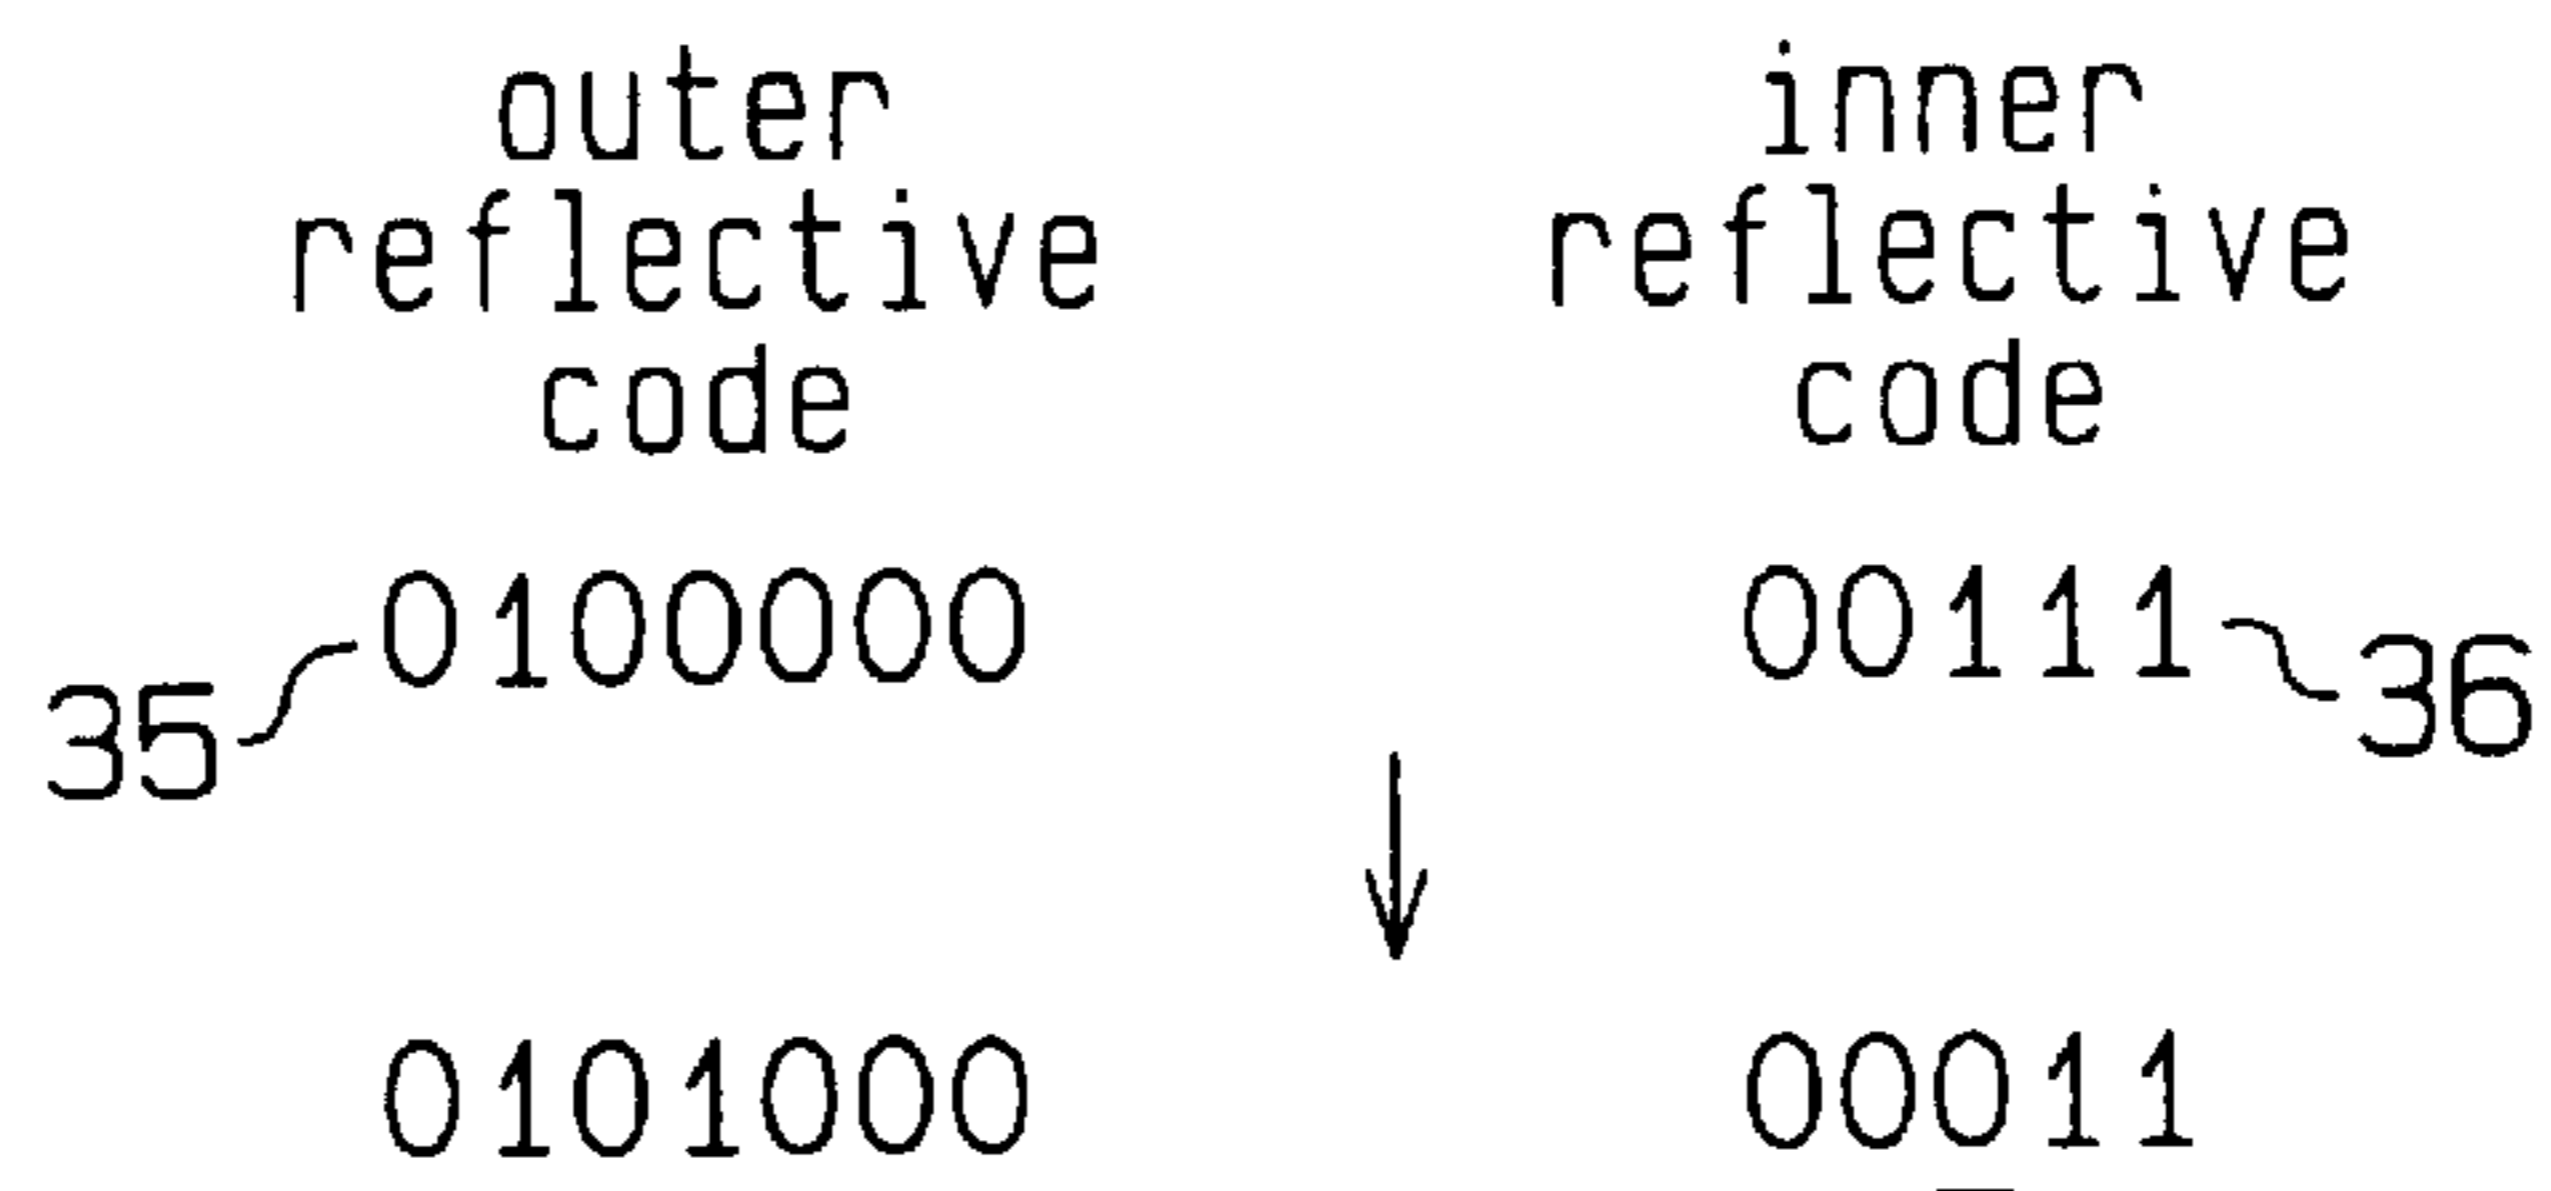 outer
reflective
code
inner
reflective
code
35 0100000
00111 36
0101000
00011